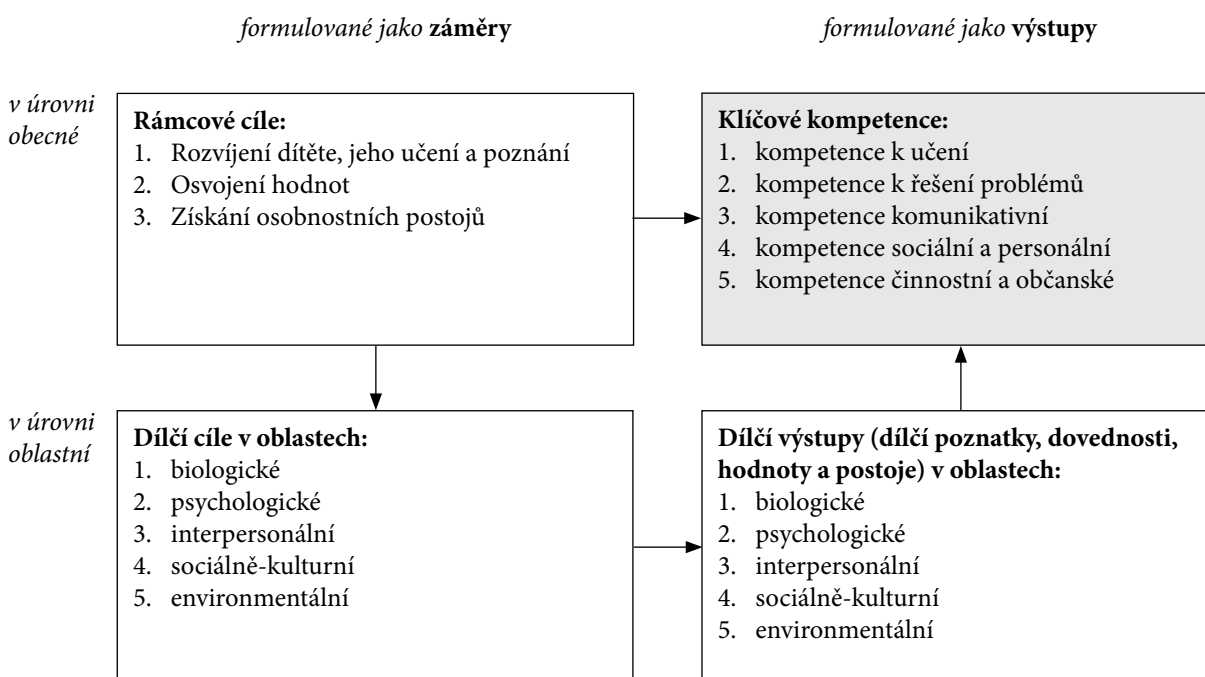 formulované jako záměry
formulované jako výstupy
v úrovni
obecné
Rámcové cíle:
1. Rozvíjení dítěte, jeho učení a poznání
2. Osvojení hodnot
3. Získání osobnostních postojů
Klíčové kompetence:
1. kompetence k učení
2. kompetence k řešení problémů
3. kompetence komunikativní
4. kompetence sociální a personální
5. kompetence činnostní a občanské
v úrovni
oblastní
Dílčí cíle v oblastech:
1. biologické
2. psychologické
3. interpersonální
4. sociálně-kulturní
5. environmentální
Dílčí výstupy (dílčí poznatky, dovednosti,
hodnoty a postoje) v oblastech:
1. biologické
2. psychologické
3. interpersonální
4. sociálně-kulturní
5. environmentální